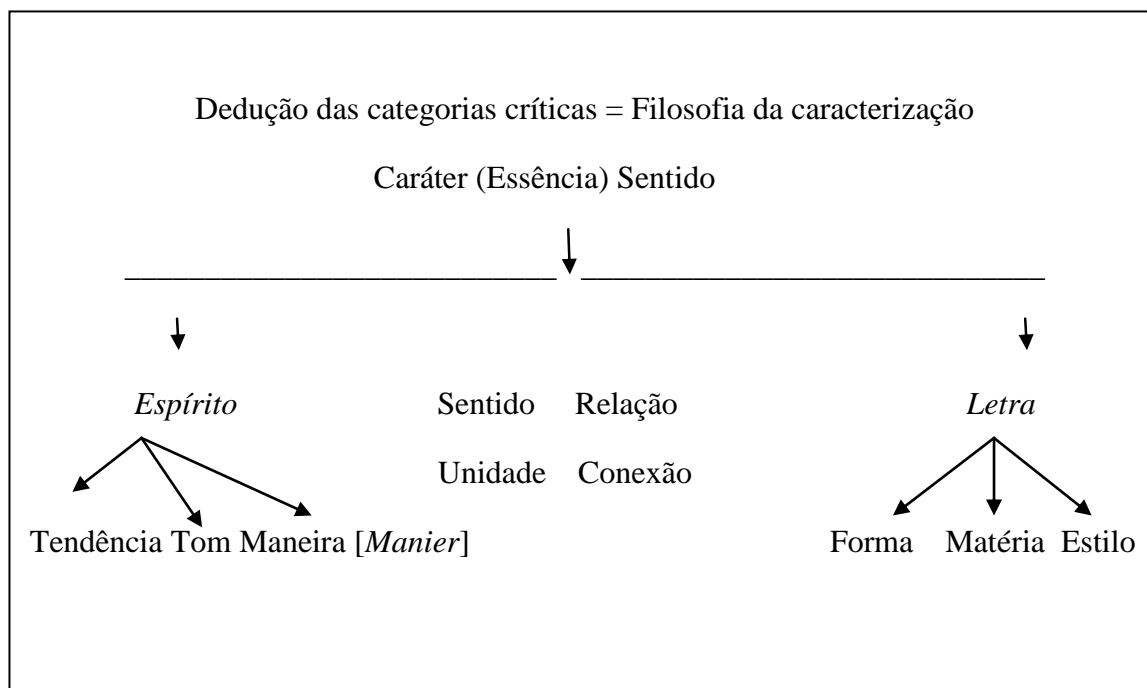 Dedução das categorias críticas = Filosofia da caracterização
Caráter (Essência) Sentido
Espírito Sentido Relação Letra
Unidade Conexão
Tendência Tom Maneira [Manier] Forma Matéria Estilo